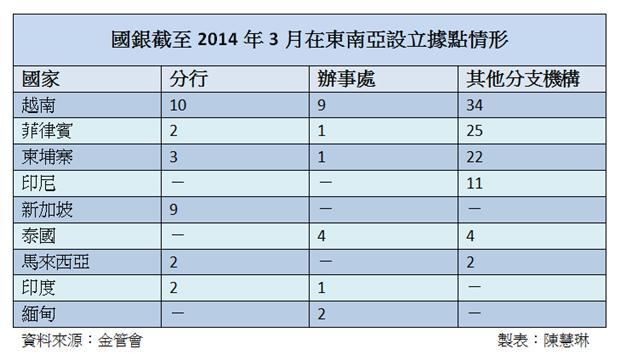 國銀截至 2014 年 3 月在東南亞設立據點情形
國家 分行 辦事處 其他分支機構
越南 10 9 34
菲律賓 2 1 25
柬埔寨 3 1 22
印尼 － － 11
新加坡 9 － －
泰國 － 4 4
馬來西亞 2 － 2
印度 2 1 －
緬甸 － 2 －
資料來源：金管會 製表：陳慧琳